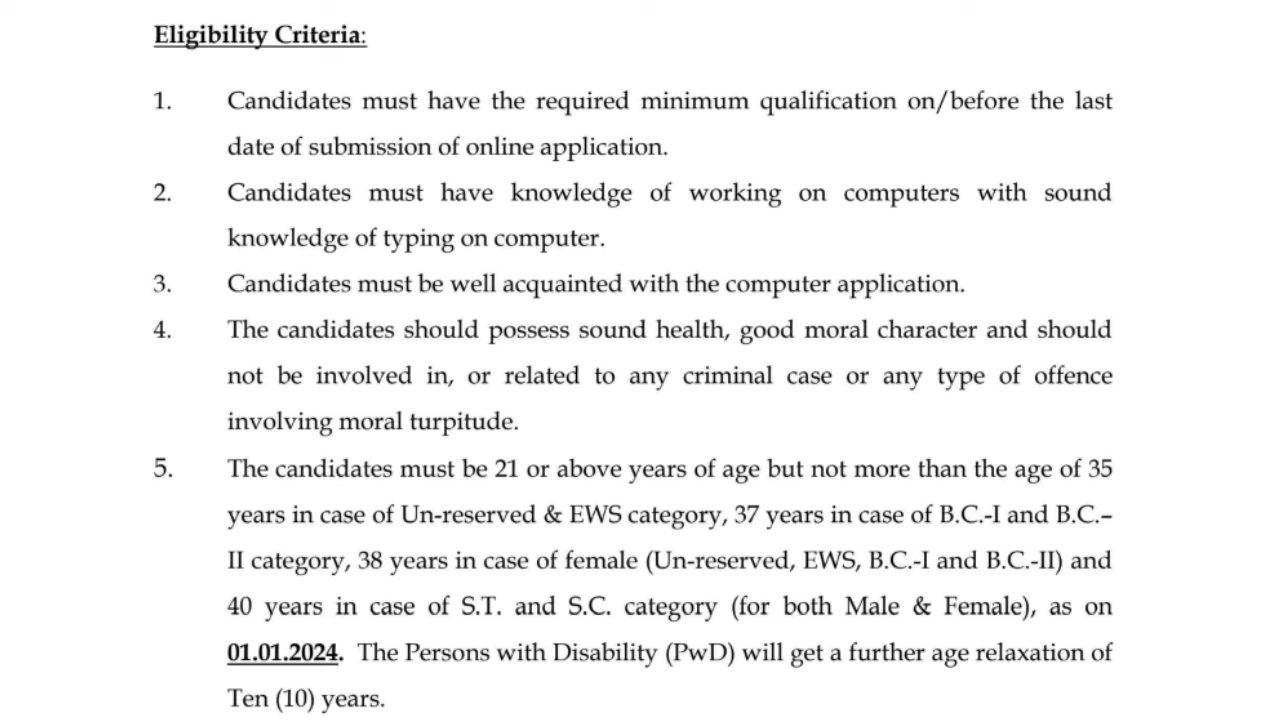 Eligibility Criteria:
1. Candidates must have the required minimum qualification on/before the last
date of submission of online application.
2. Candidates must have knowledge of working on computers with sound
knowledge of typing on computer.
3. Candidates must be well acquainted with the computer application.
4. The candidates should possess sound health, good moral character and should
not be involved in, or related to any criminal case or any type of offence
involving moral turpitude.
5. The candidates must be 21 or above years of age but not more than the age of 35
years in case of Un-reserved & EWS category, 37 years in case of B.C.-I and B.C.–
II category, 38 years in case of female (Un-reserved, EWS, B.C.-I and B.C.-II) and
40 years in case of S.T. and S.C. category (for both Male & Female), as on
01.01.2024. The Persons with Disability (PwD) will get a further age relaxation of
Ten (10) years.